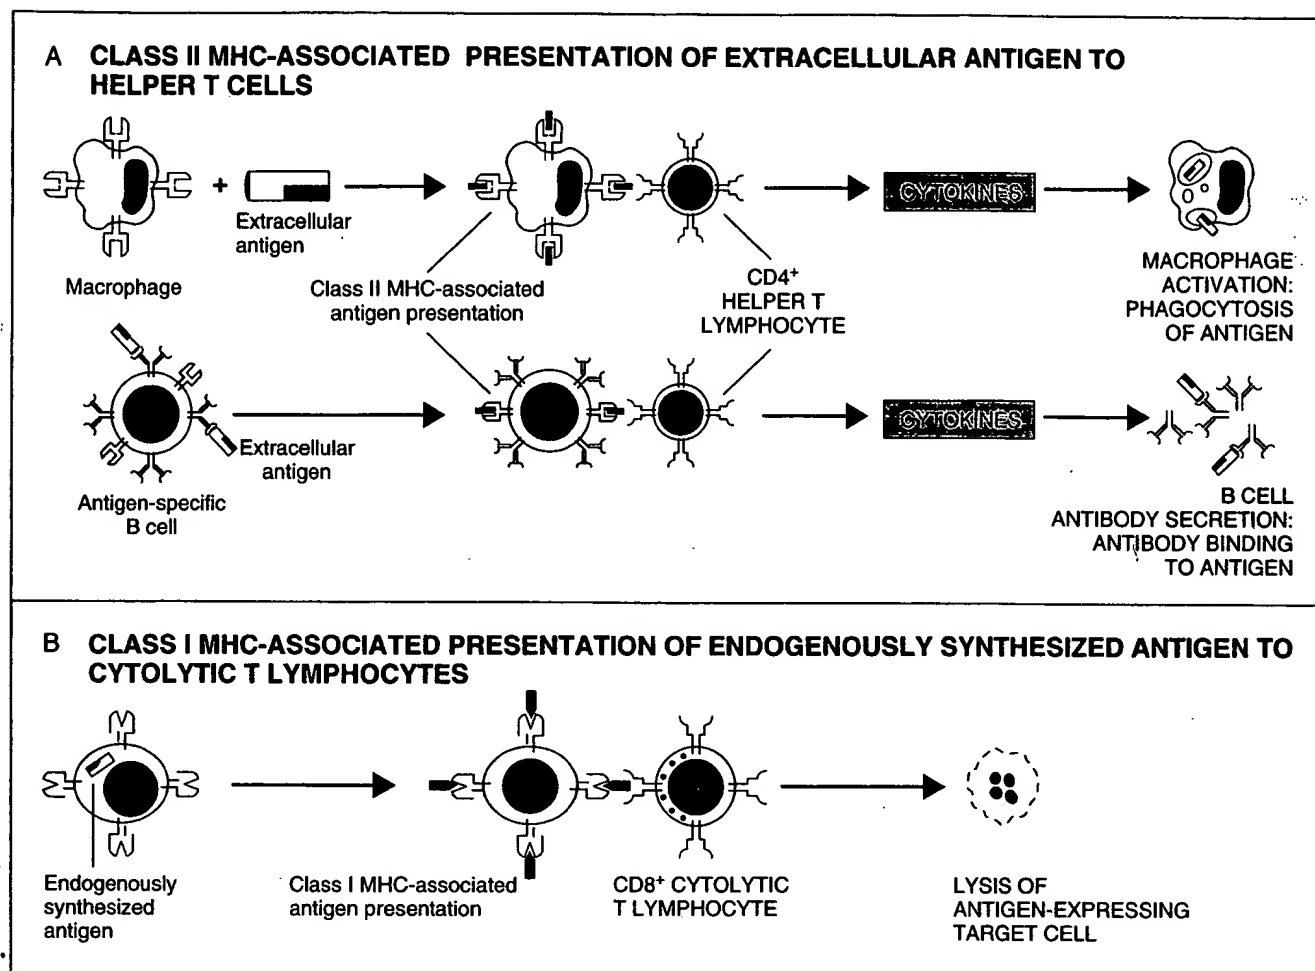 A CLASS II MHC-ASSOCIATED PRESENTATION OF EXTRACELLULAR ANTIGEN TO
HELPER T CELLS
+
Extracellular
antigen
Macrophage
Class II MHC-associated
antigen presentation
CD4⁺
HELPER T
LYMPHOCYTE
CYTOKINES
MACROPHAGE
ACTIVATION:
PHAGOCYTOSIS
OF ANTIGEN
Extracellular
antigen
Antigen-specific
B cell
CYTOKINES
B CELL
ANTIBODY SECRETION:
ANTIBODY BINDING
TO ANTIGEN
B CLASS I MHC-ASSOCIATED PRESENTATION OF ENDOGENOUSLY SYNTHESIZED ANTIGEN TO
CYTOLYTIC T LYMPHOCYTES
Endogenously
synthesized
antigen
Class I MHC-associated
antigen presentation
CD8⁺ CYTOLYTIC
T LYMPHOCYTE
LYSIS OF
ANTIGEN-EXPRESSING
TARGET CELL